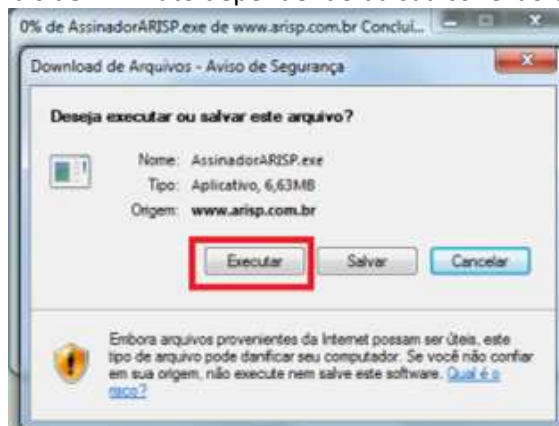 0% de AssinadorARISP.exe de www.arisp.com.br Concluí...
Download de Arquivos - Aviso de Segurança
Deseja executar ou salvar este arquivo?
Nome: AssinadorARISP.exe
Tipo: Aplicativo, 6,63MB
Origem: www.arisp.com.br
Executar Salvar Cancelar
Embora arquivos provenientes da Internet possam ser úteis, este
tipo de arquivo pode danificar seu computador. Se você não confiar
em sua origem, não execute nem salve este software. Qual é o
risco?